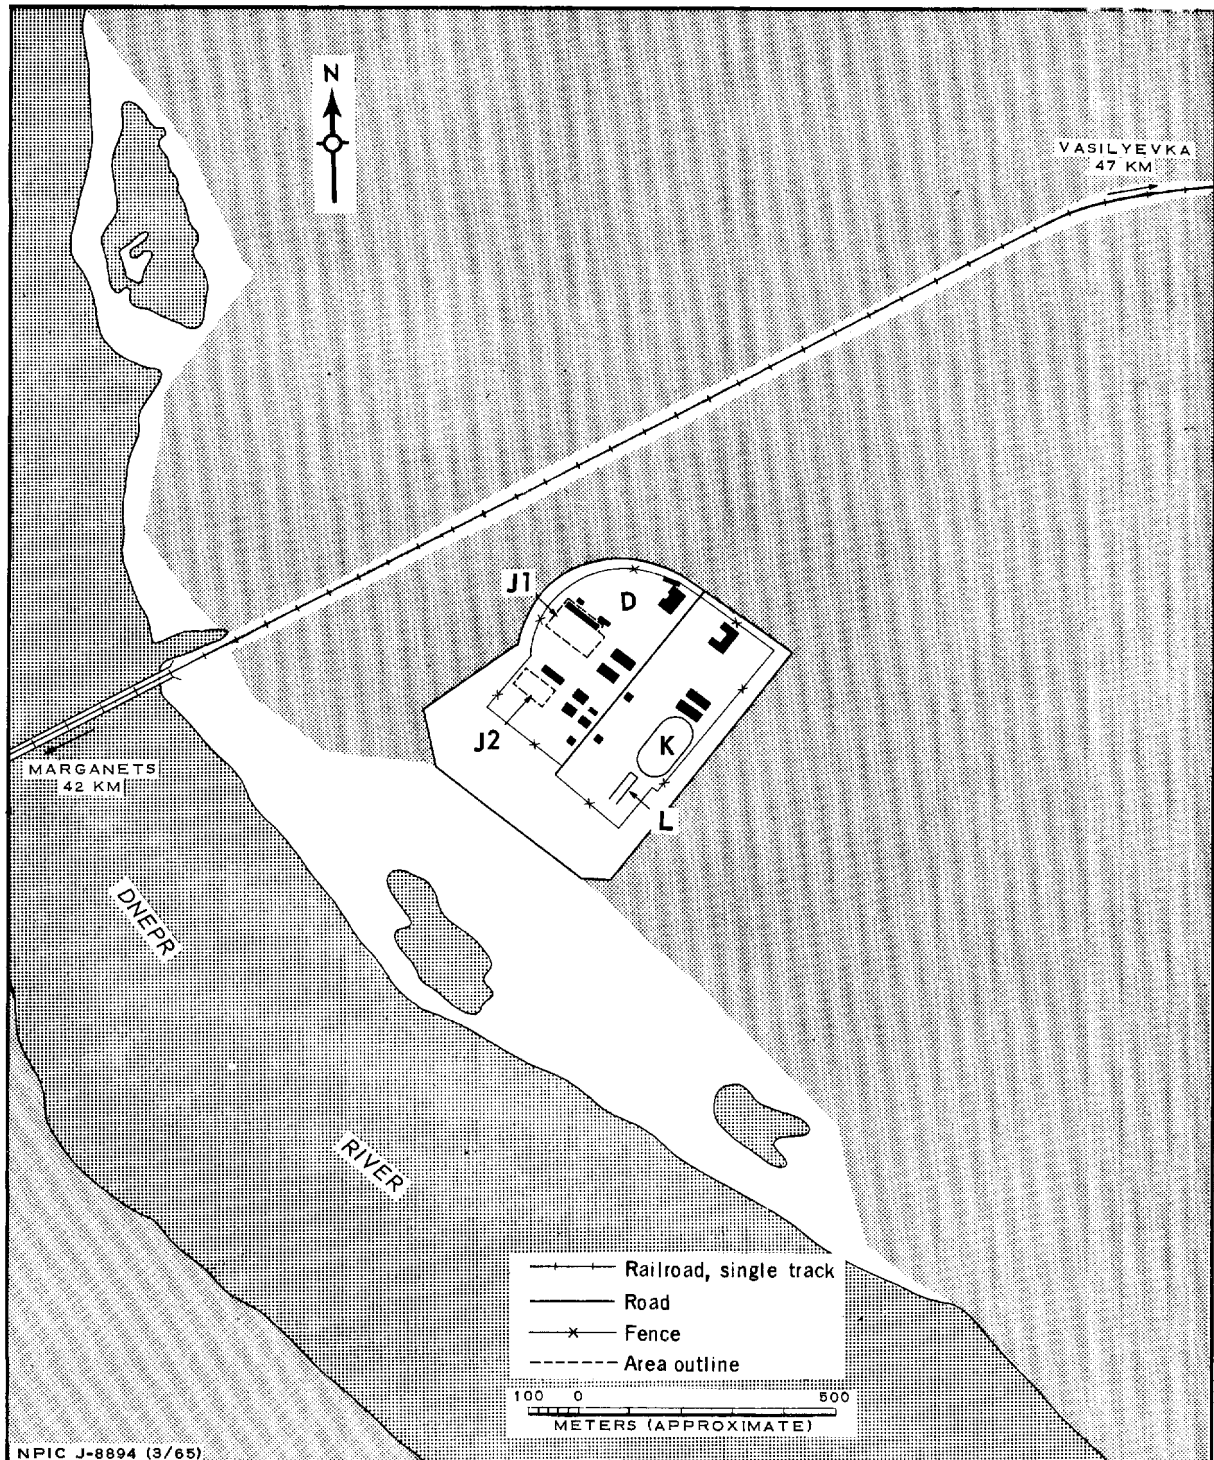 N
VASILYEVKA
47 KM
J1
D
J2
K
L
MARGANETS
42 KM
DNEPR
RIVER
Railroad, single track
Road
Fence
Area outline
100 0 500
METERS (APPROXIMATE)
NPIC J-8894 (3/65)